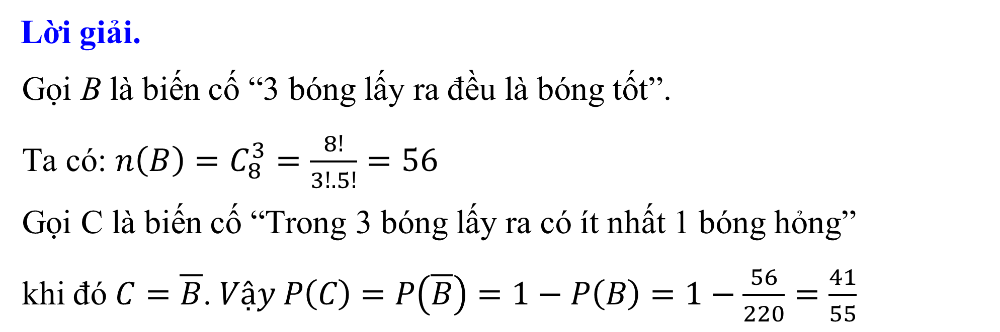 Lời giải.
Gọi B là biến cố “3 bóng lấy ra đều là bóng tốt”.
Ta có: $n(B) = C_8^3 = \frac{8!}{3!.5!} = 56$
Gọi C là biến cố “Trong 3 bóng lấy ra có ít nhất 1 bóng hỏng”
khi đó $C = \overline{B}$. Vậy $P(C) = P(\overline{B}) = 1 - P(B) = 1 - \frac{56}{220} = \frac{41}{55}$